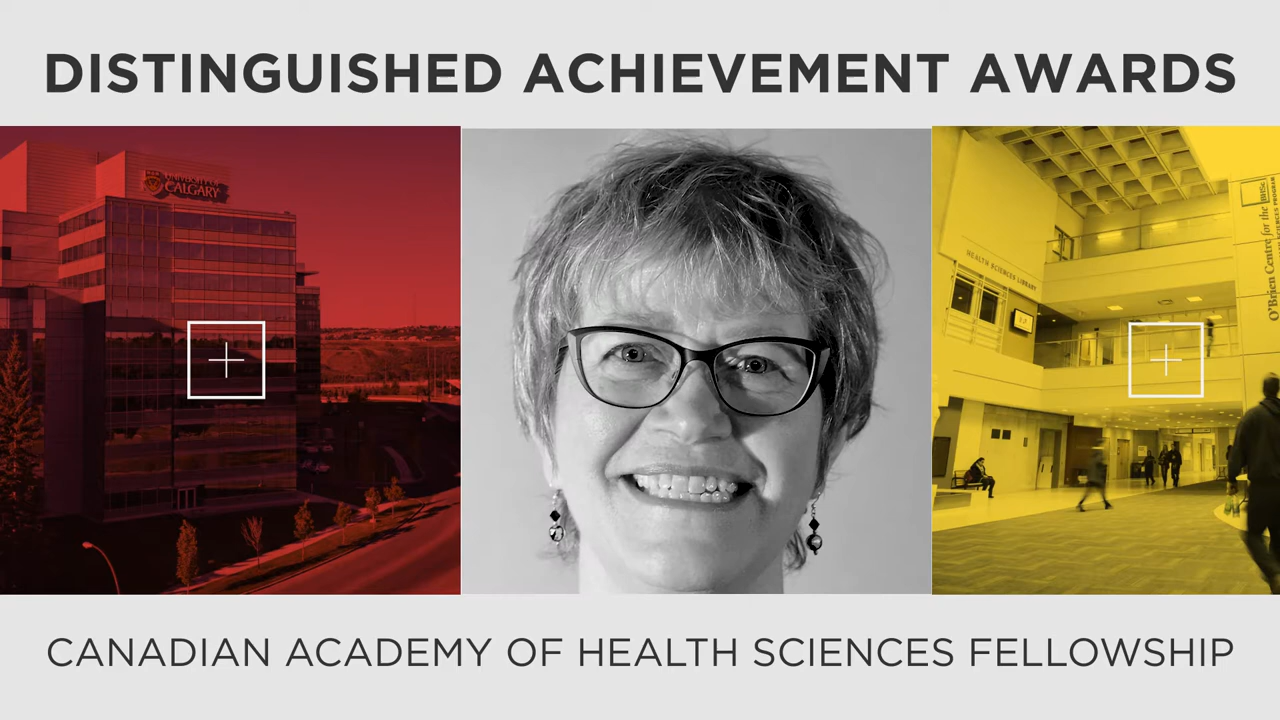 DISTINGUISHED ACHIEVEMENT AWARDS
UNIVERSITY OF
CALGARY
HEALTH SCIENCES LIBRARY
O'Brien Centre for the
CANADIAN ACADEMY OF HEALTH SCIENCES FELLOWSHIP